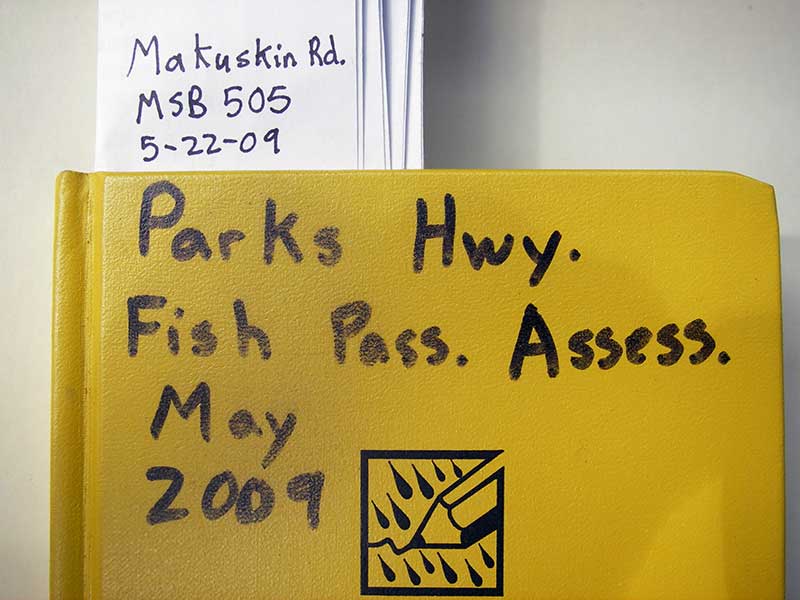 Makuskin Rd.
MSB 505
5-22-09
Parks Hwy.
Fish Pass. Assess.
May
2009